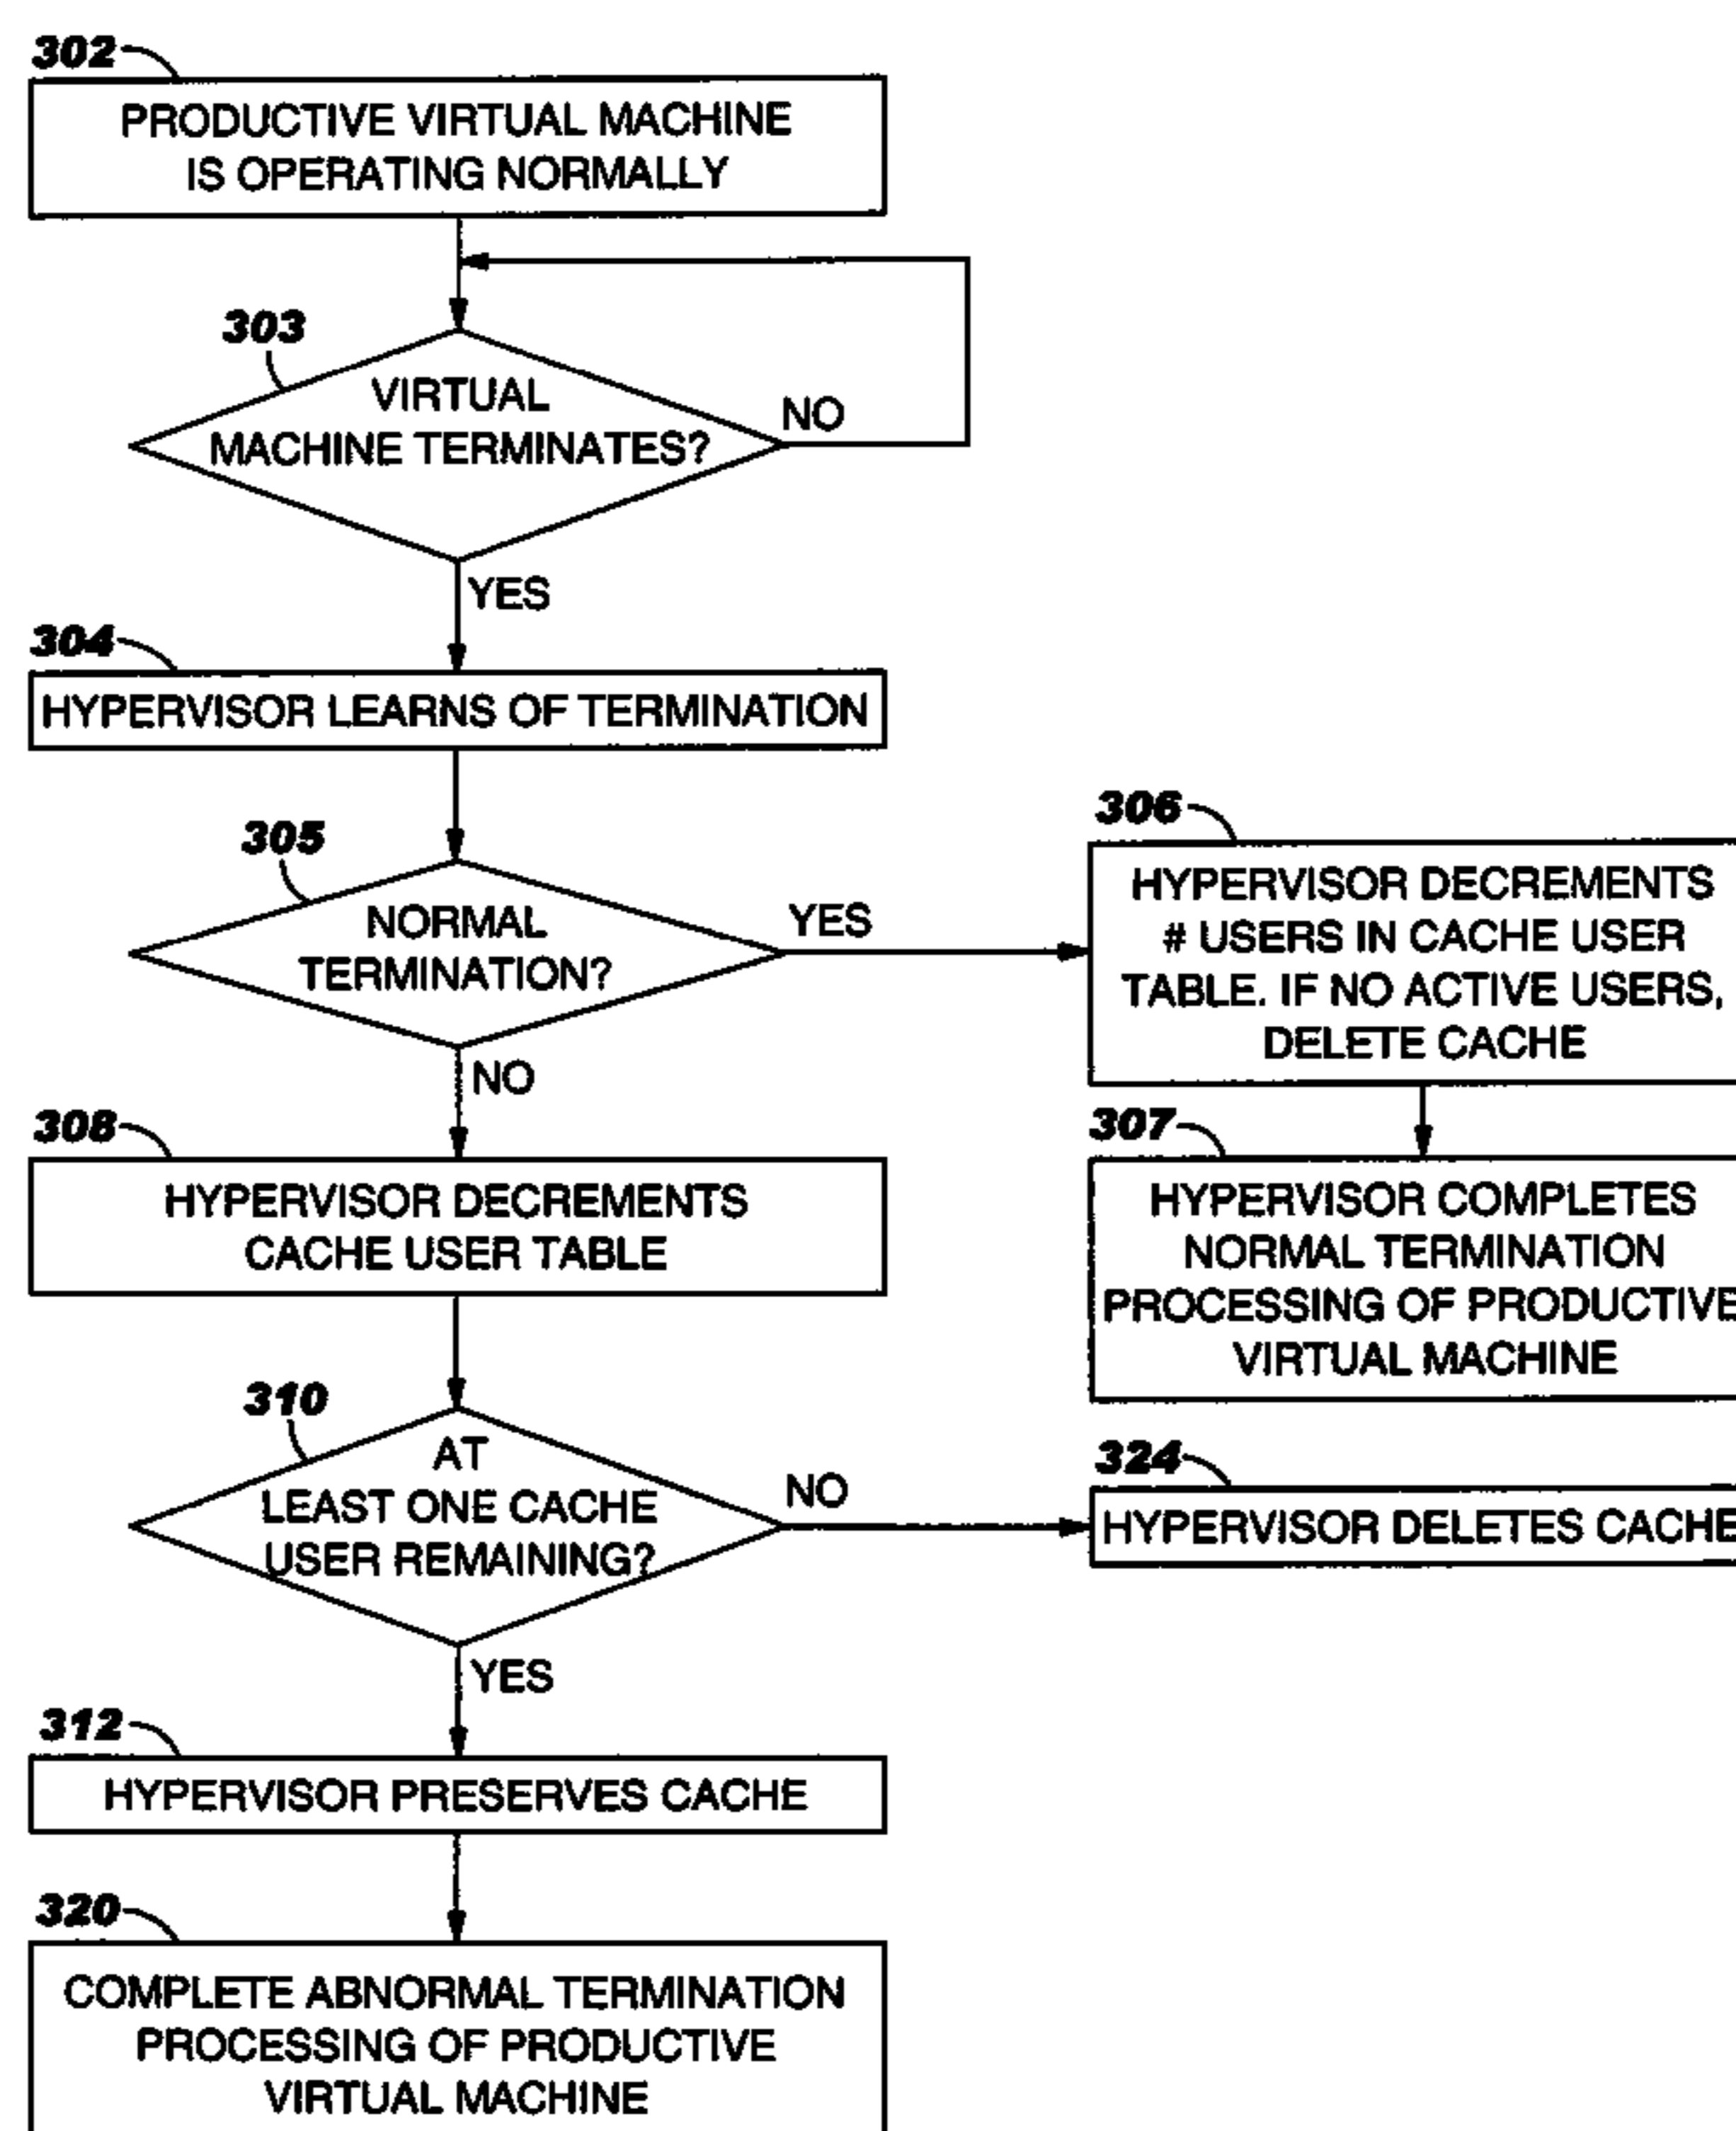 302
PRODUCTIVE VIRTUAL MACHINE
IS OPERATING NORMALLY
303
VIRTUAL
MACHINE TERMINATES?
NO
YES
304
HYPERVISOR LEARNS OF TERMINATION
305
NORMAL
TERMINATION?
YES
306
HYPERVISOR DECREMENTS
# USERS IN CACHE USER
TABLE. IF NO ACTIVE USERS,
DELETE CACHE
NO
307
HYPERVISOR COMPLETES
NORMAL TERMINATION
PROCESSING OF PRODUCTIVE
VIRTUAL MACHINE
308
HYPERVISOR DECREMENTS
CACHE USER TABLE
310
AT
LEAST ONE CACHE
USER REMAINING?
NO
324
HYPERVISOR DELETES CACHE
YES
312
HYPERVISOR PRESERVES CACHE
320
COMPLETE ABNORMAL TERMINATION
PROCESSING OF PRODUCTIVE
VIRTUAL MACHINE